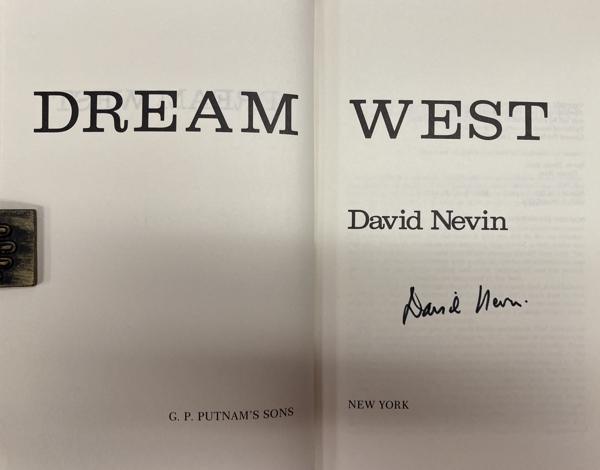 DREAM WEST
David Nevin
David Nevin
G. P. PUTNAM'S SONS NEW YORK